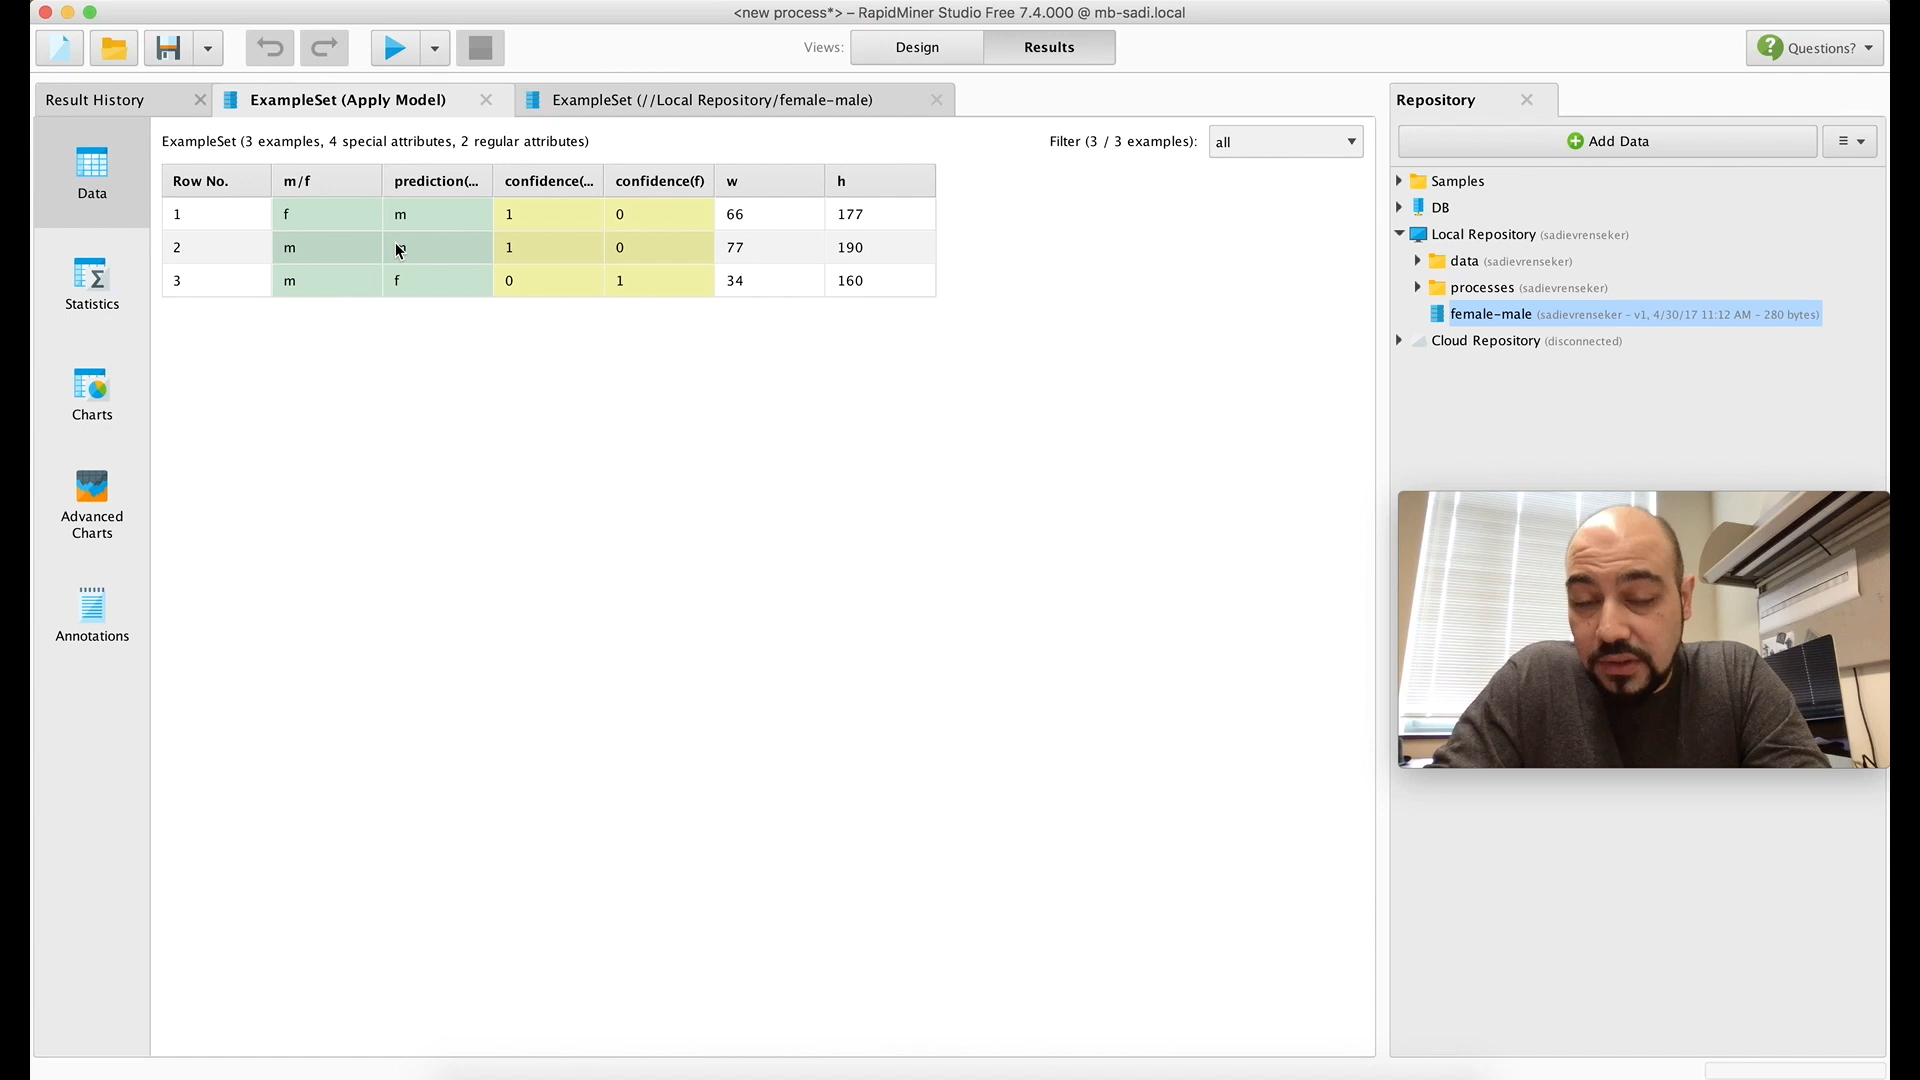 <new process*> – RapidMiner Studio Free 7.4.000 @ mb-sadi.local
Views: Design Results
Questions?
Result History
ExampleSet (Apply Model)
ExampleSet (//Local Repository/female-male)
Repository
Data
Statistics
Charts
Advanced
Charts
Annotations
ExampleSet (3 examples, 4 special attributes, 2 regular attributes)
Filter (3 / 3 examples): all
Row No. m/f prediction(... confidence(... confidence(f) w h
1 f m 1 0 66 177
2 m 1 0 77 190
3 m f 0 1 34 160
Add Data
Samples
DB
Local Repository (sadievrenseker)
data (sadievrenseker)
processes (sadievrenseker)
female-male (sadievrenseker – v1, 4/30/17 11:12 AM – 280 bytes)
Cloud Repository (disconnected)